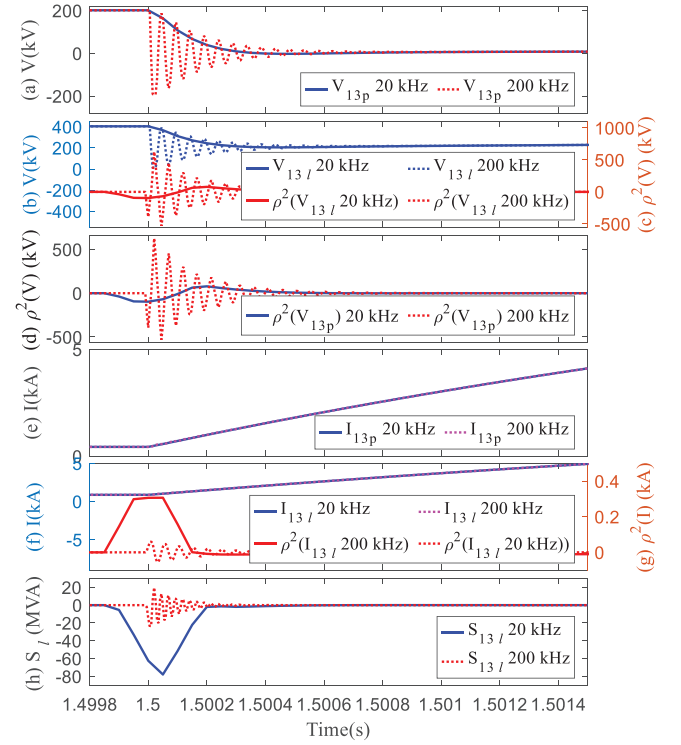 (a) V(kV)
200
0
-200
V13p 20 kHz V13p 200 kHz
(b) V(kV)
400
200
0
-200
-400
V13 l 20 kHz V13 l 200 kHz
ρ²(V13 l 20 kHz) ρ²(V13 l 200 kHz)
1000
500
0
-500
(c) ρ²(V) (kV)
(d) ρ²(V) (kV)
500
0
-500
ρ²(V13p) 20 kHz ρ²(V13p) 200 kHz
(e) I(kA)
5
0
I13p 20 kHz I13p 200 kHz
(f) I(kA)
5
0
-5
I13 l 20 kHz I13 l 200 kHz
ρ²(I13 l 200 kHz) ρ²(I13 l 20 kHz))
0.4
0.2
0
(g) ρ²(I) (kA)
(h) S l (MVA)
20
0
-20
-40
-60
-80
S13 l 20 kHz
S13 l 200 kHz
1.4998 1.5 1.5002 1.5004 1.5006 1.5008 1.501 1.5012 1.5014
Time(s)